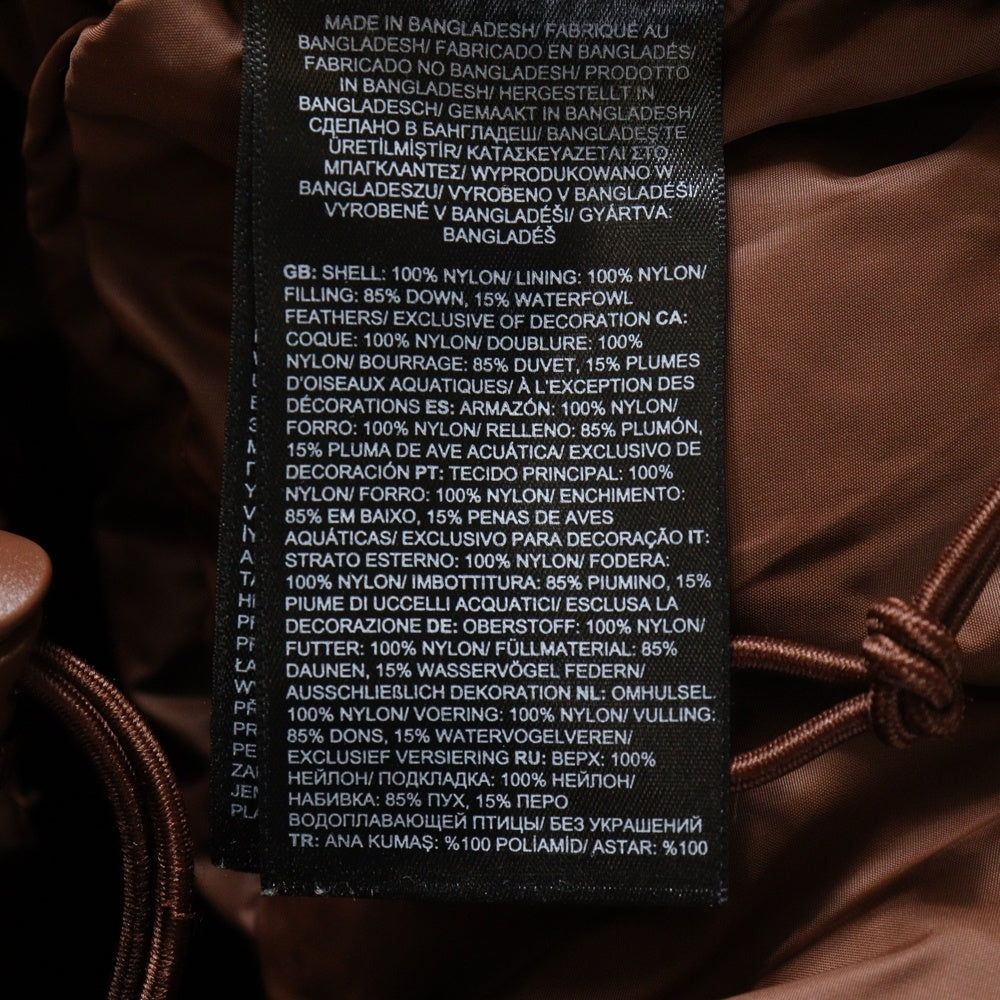 MADE IN BANGLADESH/ FABRIQUÉ AU
BANGLADESH/ FABRICADO EN BANGLADÉS/
FABRICADO NO BANGLADESH/ PRODOTTO
IN BANGLADESH/ HERGESTELLT IN
BANGLADESCH/ GEMAAKT IN BANGLADESH/
СДЕЛАНО В БАНГЛАДЕШ/ BANGLADEŞ'TE
ÜRETİLMİŞTİR/ ΚΑΤΑΣΚΕΥΑΖΕΤΑΙ ΣΤΟ
ΜΠΑΓΚΛΑΝΤΕΣ/ WYPRODUKOWANO W
BANGLADESZU/ VYROBENO V BANGLADÉŠI/
VYROBENÉ V BANGLADÉŠI/ GYÁRTVA:
BANGLADÉŠ
GB: SHELL: 100% NYLON/ LINING: 100% NYLON/
FILLING: 85% DOWN, 15% WATERFOWL
FEATHERS/ EXCLUSIVE OF DECORATION CA:
COQUE: 100% NYLON/ DOUBLURE: 100%
NYLON/ BOURRAGE: 85% DUVET, 15% PLUMES
D'OISEAUX AQUATIQUES/ À L'EXCEPTION DES
DÉCORATIONS ES: ARMAZÓN: 100% NYLON/
FORRO: 100% NYLON/ RELLENO: 85% PLUMÓN,
15% PLUMA DE AVE ACUÁTICA/ EXCLUSIVO DE
DECORACIÓN PT: TECIDO PRINCIPAL: 100%
NYLON/ FORRO: 100% NYLON/ ENCHIMENTO:
85% EM BAIXO, 15% PENAS DE AVES
AQUÁTICAS/ EXCLUSIVO PARA DECORAÇÃO IT:
STRATO ESTERNO: 100% NYLON/ FODERA:
100% NYLON/ IMBOTTITURA: 85% PIUMINO, 15%
PIUME DI UCCELLI ACQUATICI/ ESCLUSA LA
DECORAZIONE DE: OBERSTOFF: 100% NYLON/
FUTTER: 100% NYLON/ FÜLLMATERIAL: 85%
DAUNEN, 15% WASSERVÖGEL FEDERN/
AUSSCHLIEßLICH DEKORATION NL: OMHULSEL:
100% NYLON/ VOERING: 100% NYLON/ VULLING:
85% DONS, 15% WATERVOGELVEREN/
EXCLUSIEF VERSIERING RU: ВЕРХ: 100%
НЕЙЛОН/ ПОДКЛАДКА: 100% НЕЙЛОН/
НАБИВКА: 85% ПУХ, 15% ПЕРО
ВОДОПЛАВАЮЩЕЙ ПТИЦЫ/ БЕЗ УКРАШЕНИЙ
TR: ANA KUMAŞ: %100 POLİAMİD/ ASTAR: %100